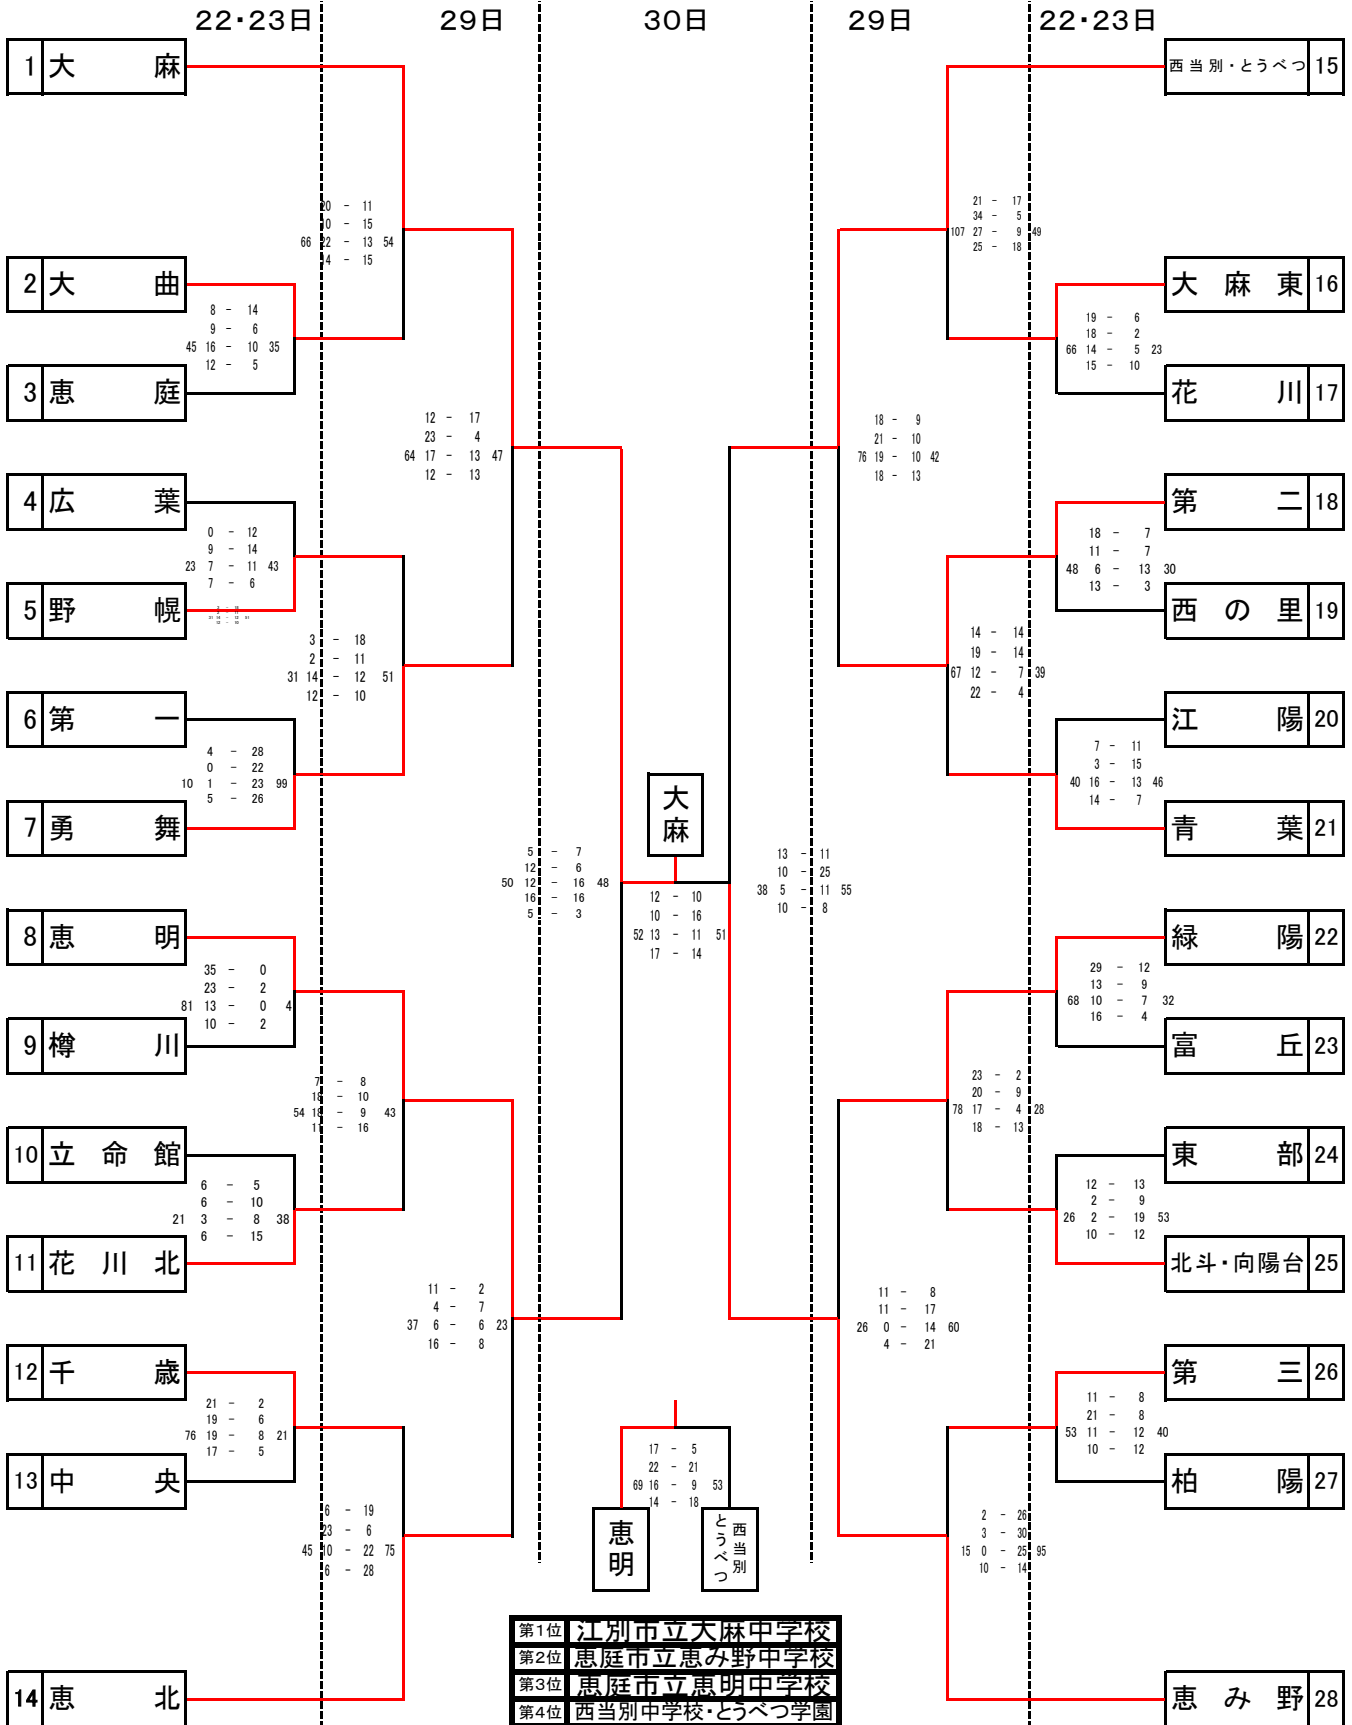 22・23日 29日 30日 29日 22・23日
1 大麻
2 大曲
3 恵庭
4 広葉
5 野幌
6 第一
7 勇舞
8 恵明
9 樽川
10 立命館
11 花川北
12 千歳
13 中央
14 恵北
20 - 11
10 - 15
66 22 - 13 54
14 - 15
8 - 14
9 - 6
45 16 - 10 35
12 - 5
12 - 17
23 - 4
64 17 - 13 47
12 - 13
0 - 12
9 - 14
23 7 - 11 43
7 - 6
3 - 18
2 - 11
31 14 - 12 51
12 - 10
4 - 28
0 - 22
10 1 - 23 99
5 - 26
5 - 7
12 - 6
50 12 - 16 48
16 - 16
5 - 3
35 - 0
23 - 2
81 13 - 0 4
10 - 2
7 - 8
18 - 10
54 18 - 9 43
11 - 16
6 - 5
6 - 10
21 3 - 8 38
6 - 15
11 - 2
4 - 7
37 6 - 6 23
16 - 8
21 - 2
19 - 6
76 19 - 8 21
17 - 5
6 - 19
23 - 6
45 10 - 22 75
6 - 28
大麻
12 - 10
10 - 16
52 13 - 11 51
17 - 14
17 - 5
22 - 21
69 16 - 9 53
14 - 18
恵明
西当別
とうべつ
西当別・とうべつ 15
大麻東 16
花川 17
第二 18
西の里 19
江陽 20
青葉 21
緑陽 22
富丘 23
東部 24
北斗・向陽台 25
第三 26
柏陽 27
恵み野 28
21 - 17
34 - 5
107 27 - 9 49
25 - 18
19 - 6
18 - 2
66 14 - 5 23
15 - 10
18 - 9
21 - 10
76 19 - 10 42
18 - 13
18 - 7
11 - 7
48 6 - 13 30
13 - 3
14 - 14
19 - 14
67 12 - 7 39
22 - 4
7 - 11
3 - 15
40 16 - 13 46
14 - 7
13 - 11
10 - 25
38 5 - 11 55
10 - 8
29 - 12
13 - 9
68 10 - 7 32
16 - 4
23 - 2
20 - 9
78 17 - 4 28
18 - 13
12 - 13
2 - 9
26 2 - 19 53
10 - 12
11 - 8
11 - 17
26 0 - 14 60
4 - 21
11 - 8
21 - 8
53 11 - 12 40
10 - 12
2 - 26
3 - 30
15 0 - 25 95
10 - 14
第1位 江別市立大麻中学校
第2位 恵庭市立恵み野中学校
第3位 恵庭市立恵明中学校
第4位 西当別中学校・とうべつ学園